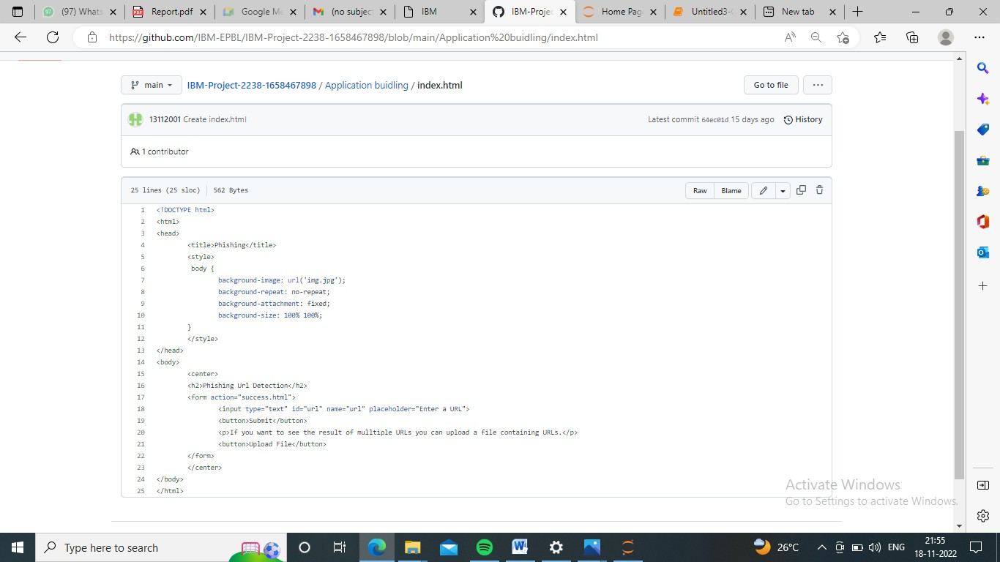 (97) Whats
Report.pdf
Google Me
(no subjec
IBM
IBM-Projec
Home Page
Untitled3-
New tab
https://github.com/IBM-EPBL/IBM-Project-2238-1658467898/blob/main/Application%20buidling/index.html
main
IBM-Project-2238-1658467898 / Application buidling / index.html
Go to file
13112001 Create index.html
Latest commit 64ec01d 15 days ago
History
1 contributor
25 lines (25 sloc)
562 Bytes
Raw
Blame
1 <!DOCTYPE html>
2 <html>
3 <head>
4 <title>Phishing</title>
5 <style>
6 body {
7 background-image: url('img.jpg');
8 background-repeat: no-repeat;
9 background-attachment: fixed;
10 background-size: 100% 100%;
11 }
12 </style>
13 </head>
14 <body>
15 <center>
16 <h2>Phishing Url Detection</h2>
17 <form action="success.html">
18 <input type="text" id="url" name="url" placeholder="Enter a URL">
19 <button>Submit</button>
20 <p>If you want to see the result of mulltiple URLs you can upload a file containing URLs.</p>
21 <button>Upload File</button>
22 </form>
23 </center>
24 </body>
25 </html>
Activate Windows
Go to Settings to activate Windows.
Type here to search
26°C
ENG
21:55
18-11-2022